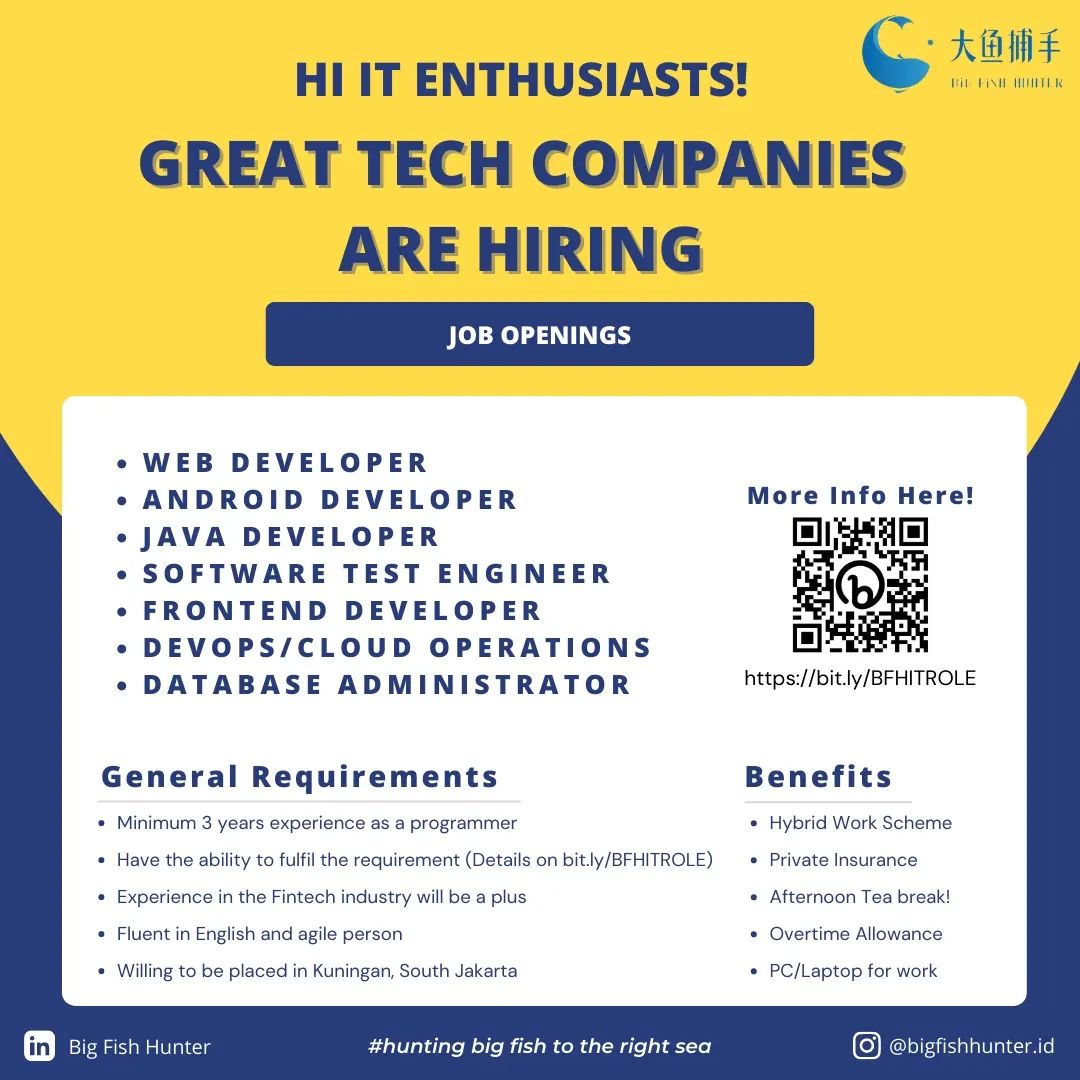 大鱼捕手
BIG FISH HUNTER
HI IT ENTHUSIASTS!
GREAT TECH COMPANIES
ARE HIRING
JOB OPENINGS
• WEB DEVELOPER
• ANDROID DEVELOPER
• JAVA DEVELOPER
• SOFTWARE TEST ENGINEER
• FRONTEND DEVELOPER
• DEVOPS/CLOUD OPERATIONS
• DATABASE ADMINISTRATOR
More Info Here!
b
https://bit.ly/BFHITROLE
General Requirements
• Minimum 3 years experience as a programmer
• Have the ability to fulfil the requirement (Details on bit.ly/BFHITROLE)
• Experience in the Fintech industry will be a plus
• Fluent in English and agile person
• Willing to be placed in Kuningan, South Jakarta
Benefits
• Hybrid Work Scheme
• Private Insurance
• Afternoon Tea break!
• Overtime Allowance
• PC/Laptop for work
in Big Fish Hunter
#hunting big fish to the right sea
@bigfishhunter.id